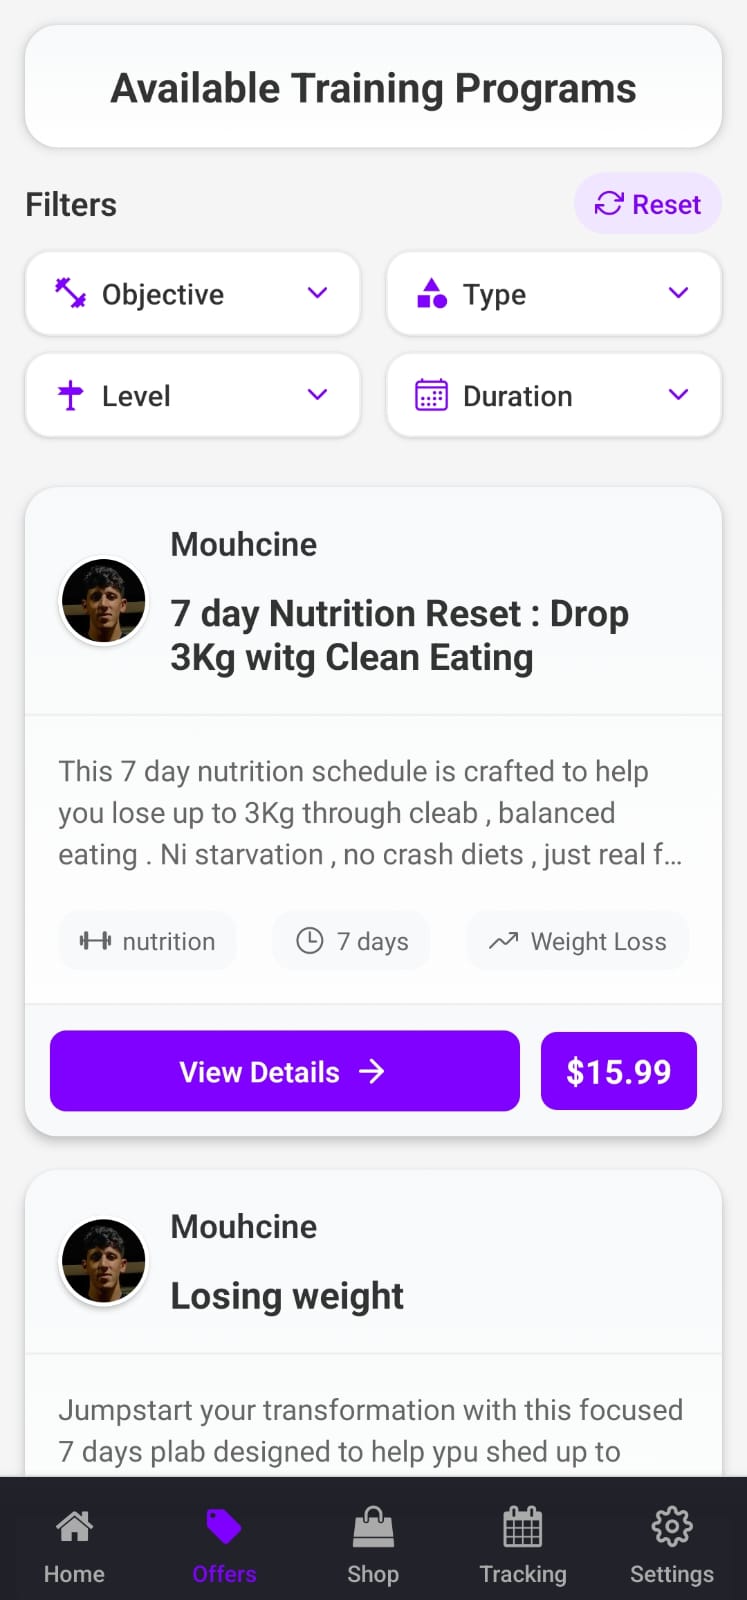 Available Training Programs
Filters
Reset
Objective
Type
Level
Duration
Mouhcine
7 day Nutrition Reset : Drop
3Kg witg Clean Eating
This 7 day nutrition schedule is crafted to help
you lose up to 3Kg through cleab , balanced
eating . Ni starvation , no crash diets , just real f...
nutrition
7 days
Weight Loss
View Details
$15.99
Mouhcine
Losing weight
Jumpstart your transformation with this focused
7 days plab designed to help ypu shed up to
Home
Offers
Shop
Tracking
Settings